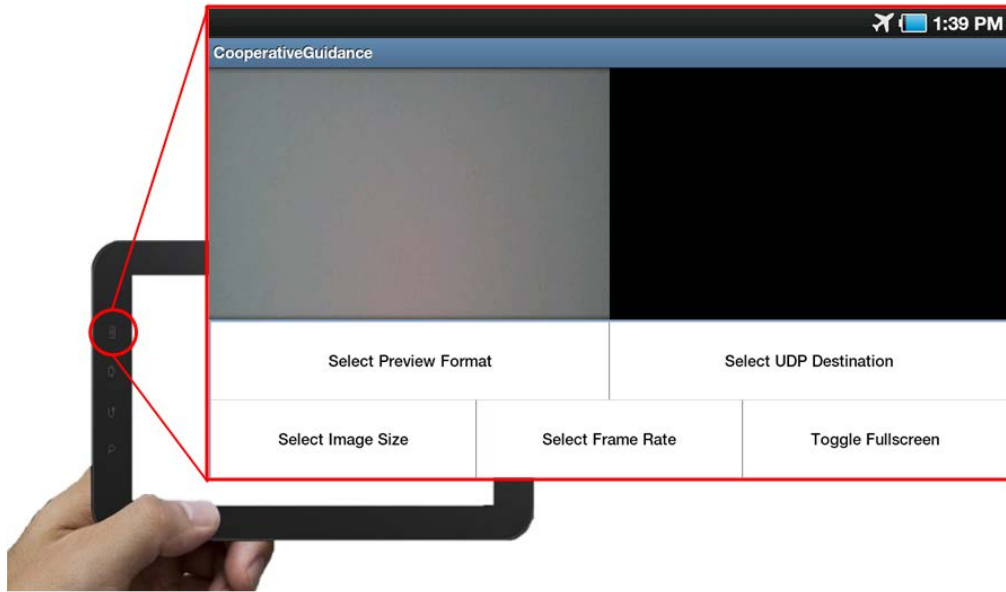 1:39 PM
CooperativeGuidance
Select Preview Format
Select UDP Destination
Select Image Size
Select Frame Rate
Toggle Fullscreen